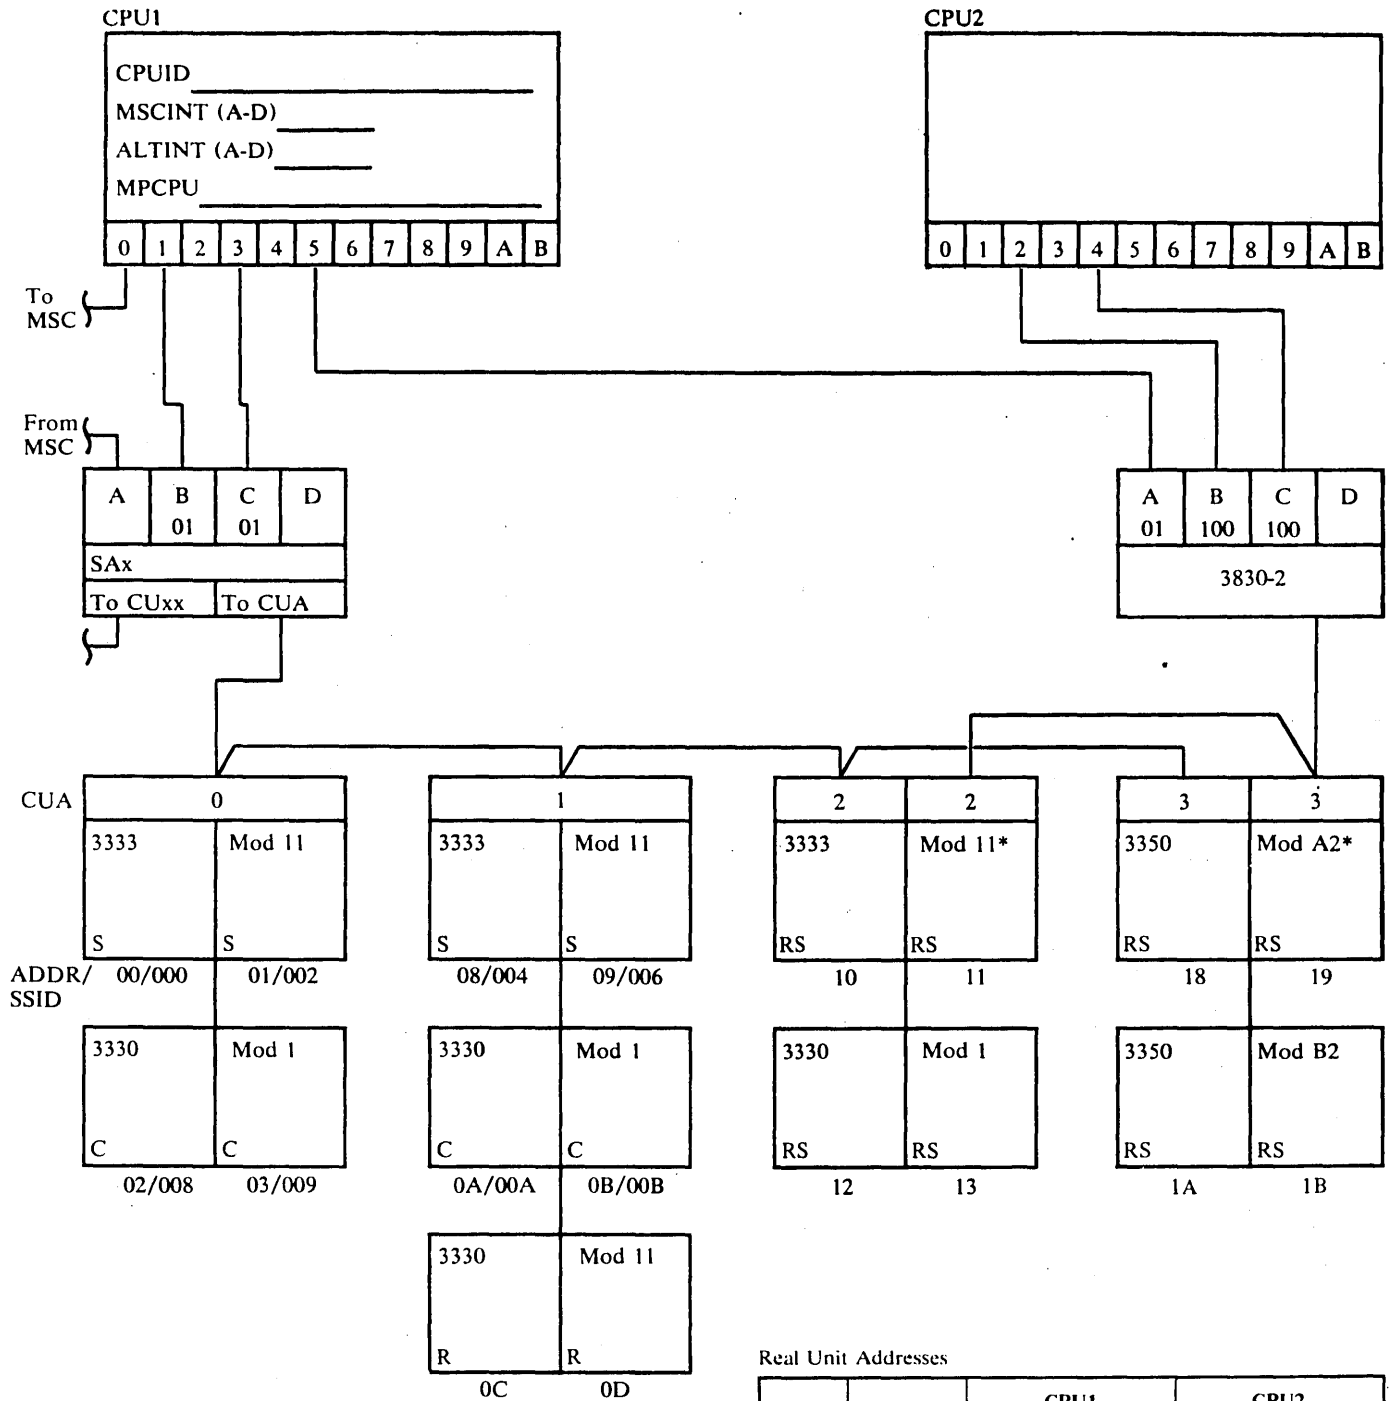 CPU1
CPU2
CPUID
MSCINT (A-D)
ALTINT (A-D)
MPCPU
0 1 2 3 4 5 6 7 8 9 A B
0 1 2 3 4 5 6 7 8 9 A B
To
MSC
From
MSC
A B C D
01 01
SAx
To CUxx To CUA
A B C D
01 100 100
3830-2
CUA 0 1 2 2 3 3
3333 Mod 11 3333 Mod 11 3333 Mod 11* 3350 Mod A2*
S S S S RS RS RS RS
ADDR/ 00/000 01/002 08/004 09/006 10 11 18 19
SSID
3330 Mod 1 3330 Mod 1 3330 Mod 1 3350 Mod B2
C C C C RS RS RS RS
02/008 03/009 0A/00A 0B/00B 12 13 1A 1B
3330 Mod 11
R R
0C 0D
Real Unit Addresses
CPU1 CPU2